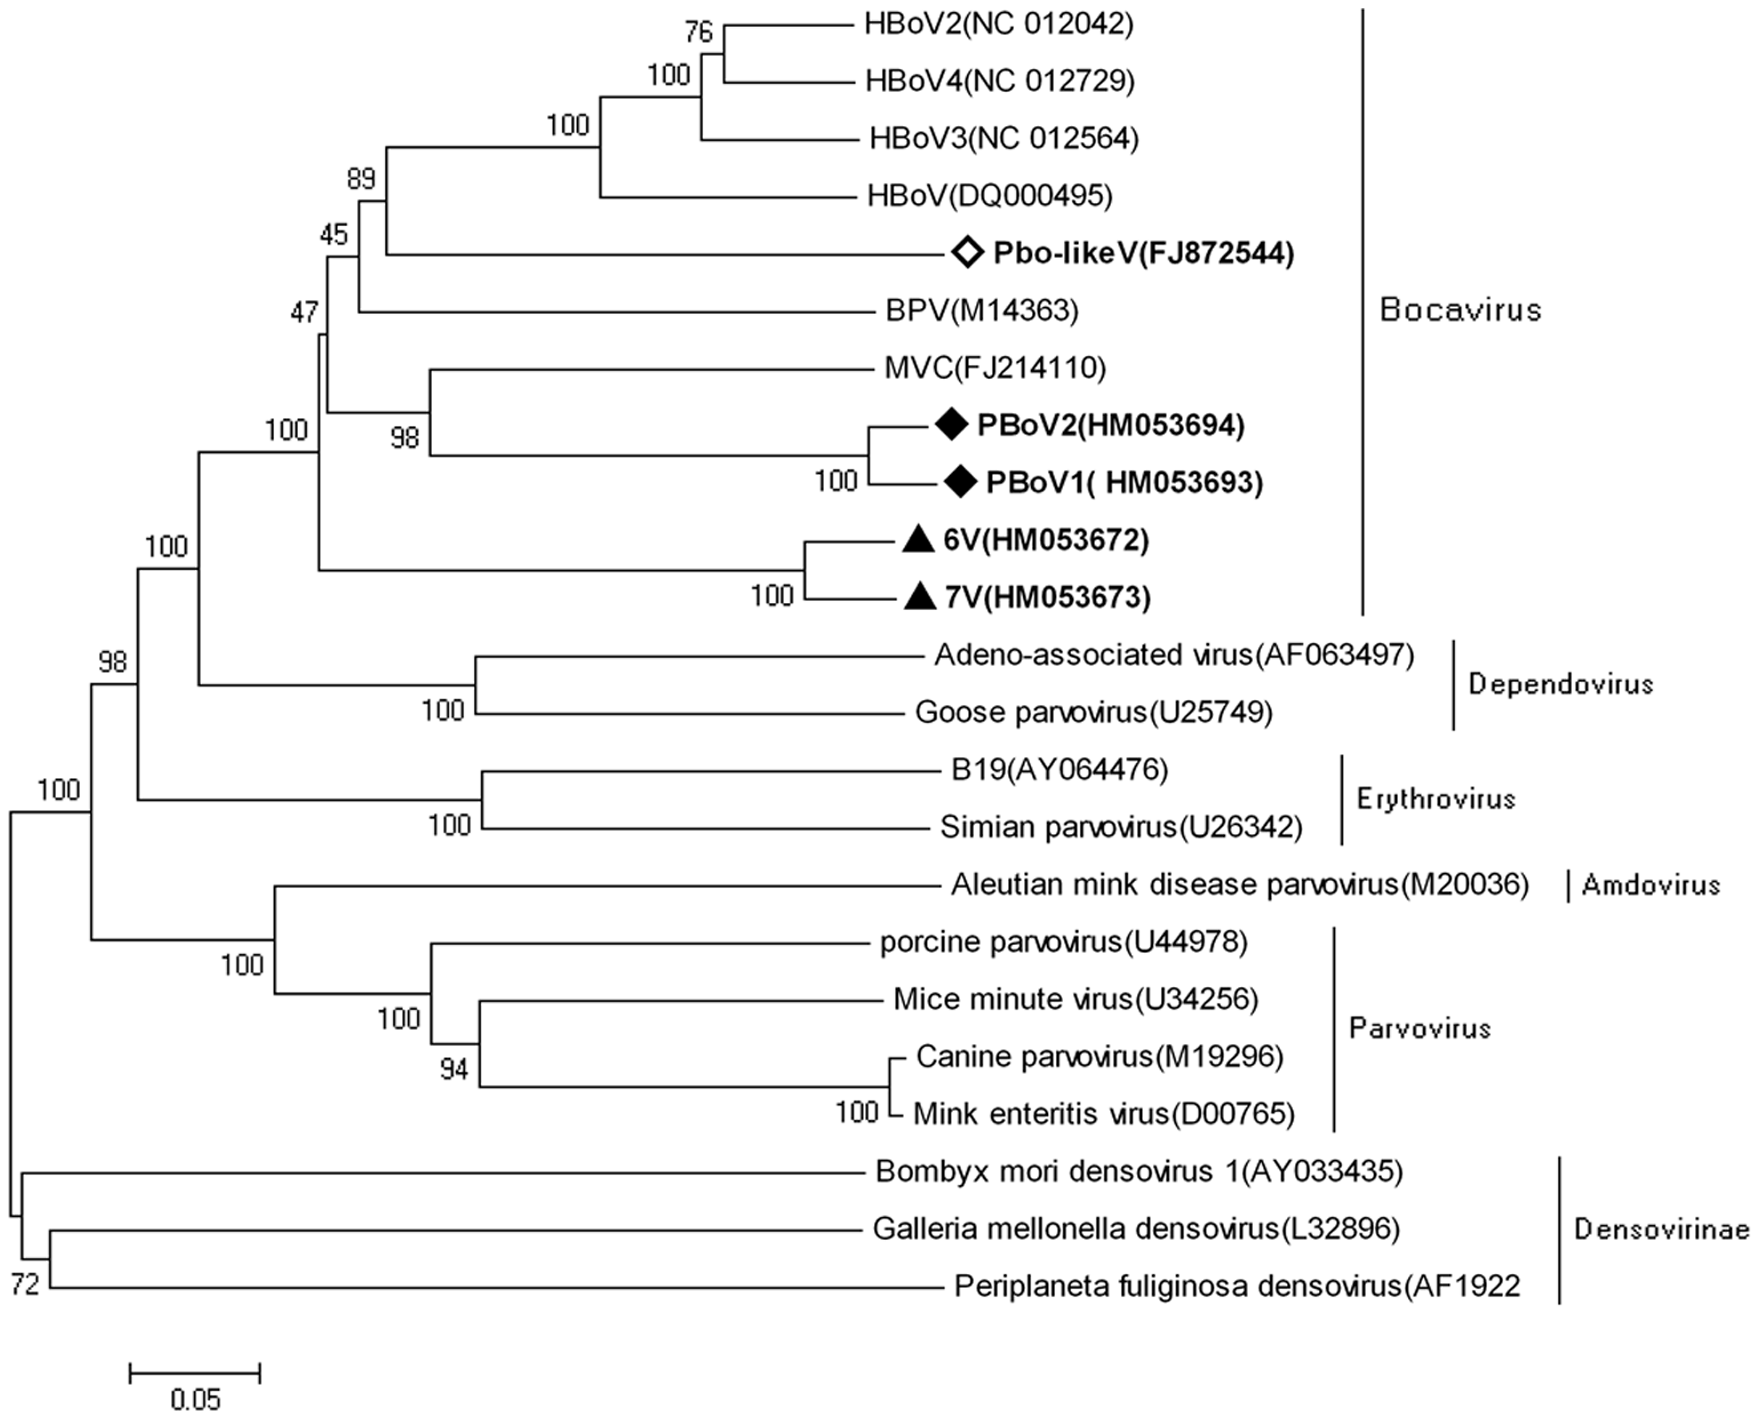 76
HBoV2(NC 012042)
100
HBoV4(NC 012729)
100
HBoV3(NC 012564)
89
HBoV(DQ000495)
45
Pbo-likeV(FJ872544)
47
BPV(M14363)
Bocavirus
MVC(FJ214110)
100
98
PBoV2(HM053694)
100
PBoV1( HM053693)
100
6V(HM053672)
100
7V(HM053673)
98
Adeno-associated virus(AF063497)
Dependovirus
100
Goose parvovirus(U25749)
100
B19(AY064476)
Erythrovirus
100
Simian parvovirus(U26342)
Aleutian mink disease parvovirus(M20036)
Amdovirus
100
porcine parvovirus(U44978)
100
Mice minute virus(U34256)
Parvovirus
94
Canine parvovirus(M19296)
100
Mink enteritis virus(D00765)
Bombyx mori densovirus 1(AY033435)
Galleria mellonella densovirus(L32896)
Densovirinae
72
Periplaneta fuliginosa densovirus(AF1922
0.05